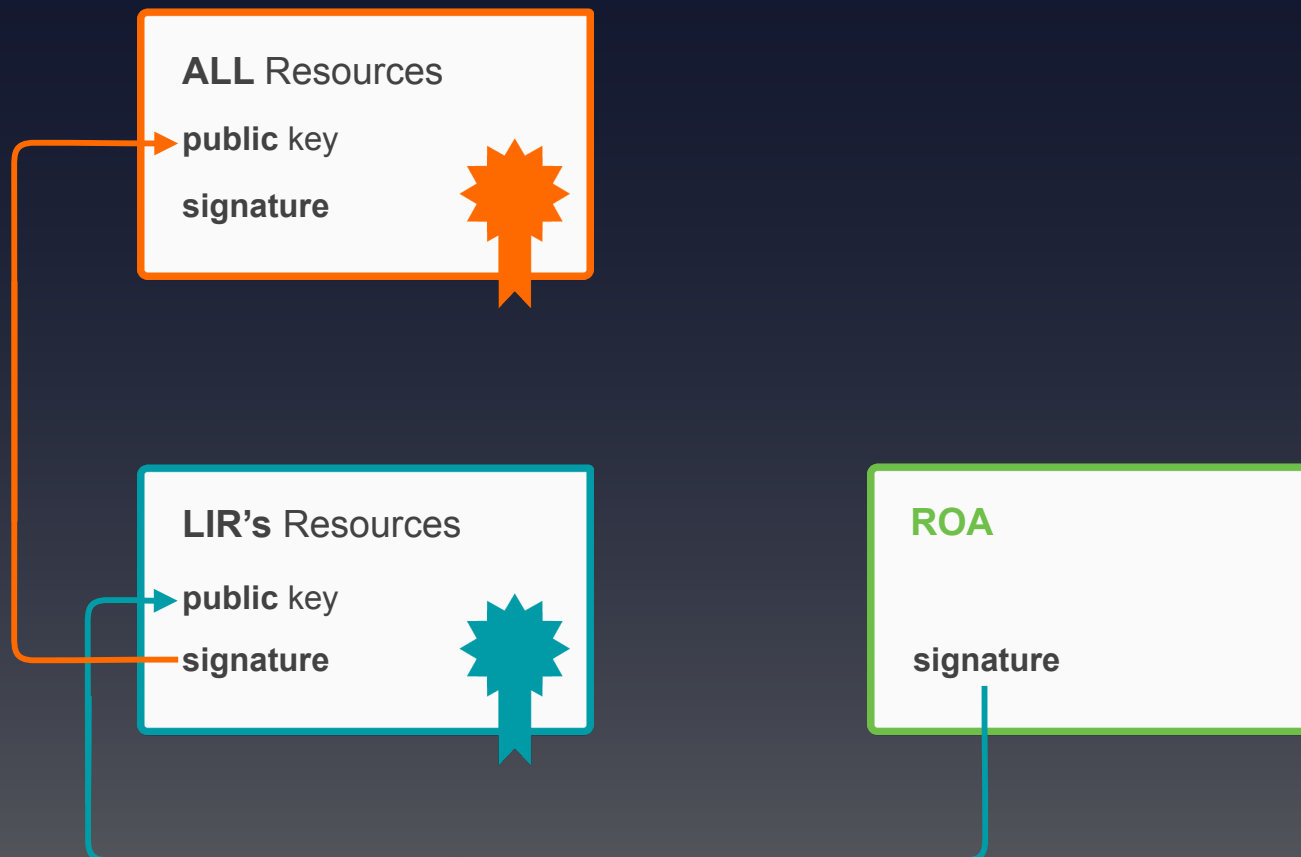 ALL Resources
public key
signature
LIR’s Resources
public key
signature
ROA
signature